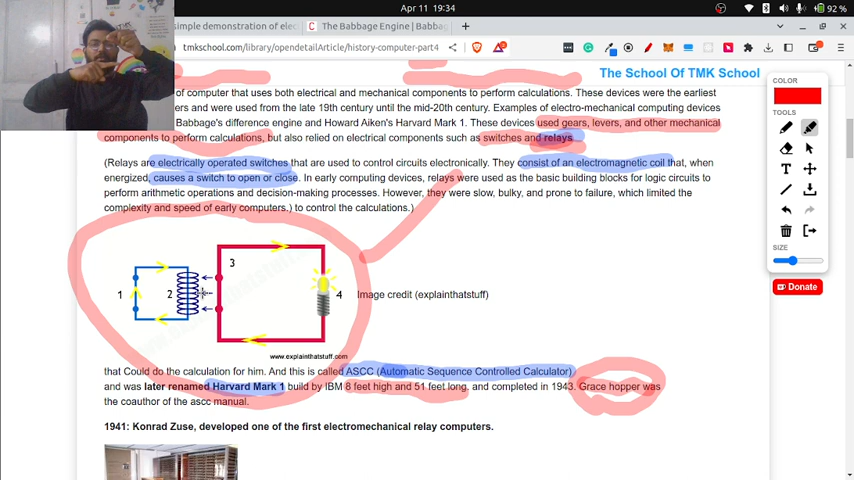 Apr 11 19:34
92 %
simple demonstration of elec
The Babbage Engine | Babbag
tmkschool.com/library/opendetailArticle/history-computer-part4
The School Of TMK School
of computer that uses both electrical and mechanical components to perform calculations. These devices were the earliest
ers and were used from the late 19th century until the mid-20th century. Examples of electro-mechanical computing devices
Babbage's difference engine and Howard Aiken's Harvard Mark 1. These devices used gears, levers, and other mechanical
components to perform calculations, but also relied on electrical components such as switches and relays
(Relays are electrically operated switches that are used to control circuits electronically. They consist of an electromagnetic coil that, when
energized, causes a switch to open or close. In early computing devices, relays were used as the basic building blocks for logic circuits to
perform arithmetic operations and decision-making processes. However, they were slow, bulky, and prone to failure, which limited the
complexity and speed of early computers.) to control the calculations.)
1
2
3
4
Image credit (explainthatstuff)
www.explainthatstuff.com
that Could do the calculation for him. And this is called ASCC (Automatic Sequence Controlled Calculator)
and was later renamed Harvard Mark 1 build by IBM 8 feet high and 51 feet long. and completed in 1943. Grace hopper was
the coauthor of the ascc manual.
1941: Konrad Zuse, developed one of the first electromechanical relay computers.
COLOR
TOOLS
T
SIZE
Donate